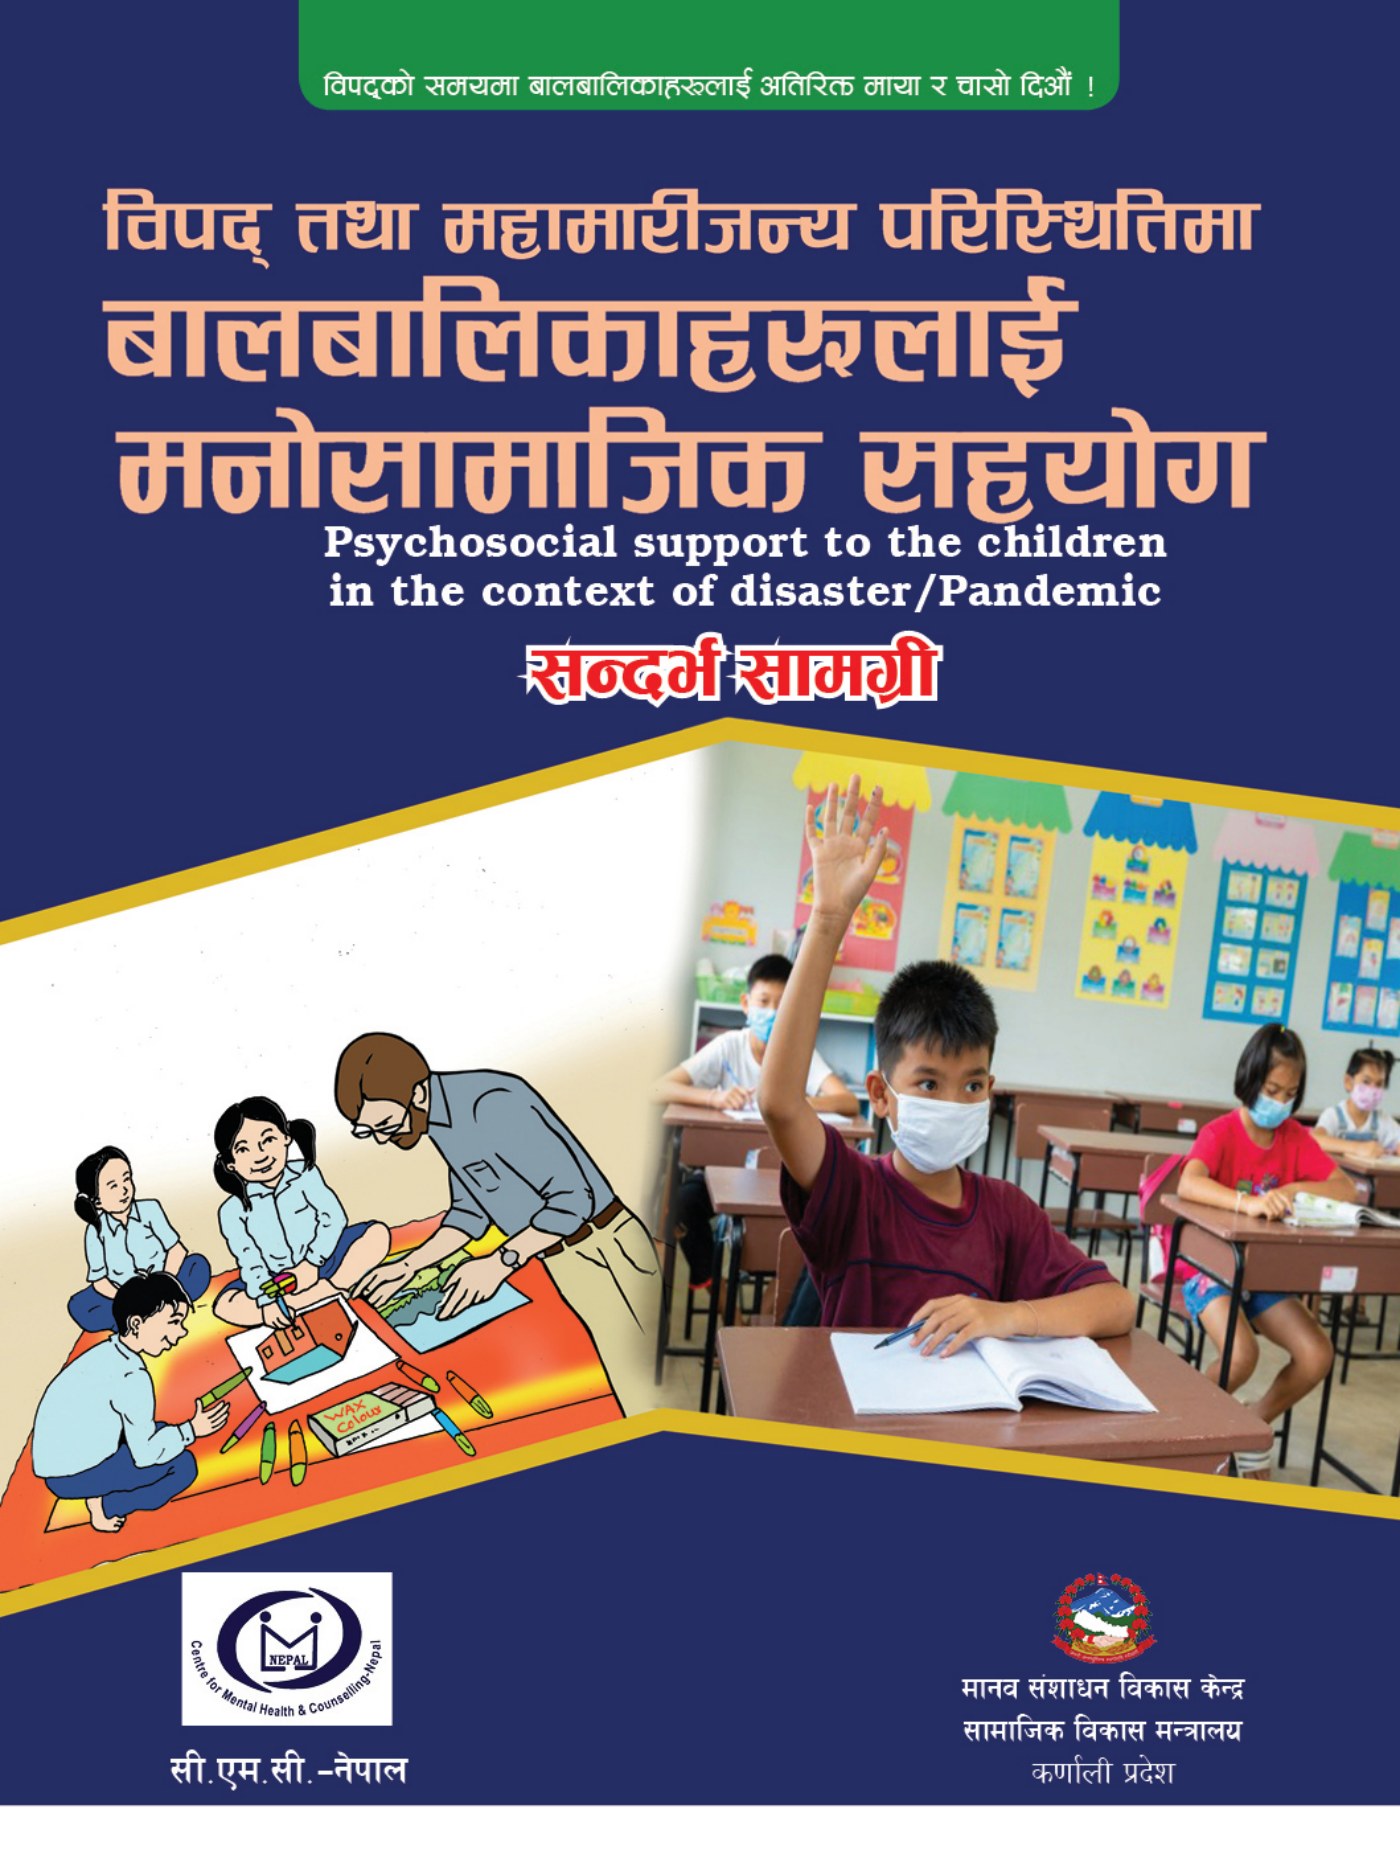 विपद्को समयमा बालबालिकाहरुलाई अतिरिक्त माया र चासो दिऔं !
विपद् तथा महामारीजन्य परिस्थितिमा
बालबालिकाहरुलाई
मनोसामाजिक सहयोग
Psychosocial support to the children
in the context of disaster/Pandemic
सन्दर्भ सामग्री
WAX
Colour
NEPAL
Centre for Mental Health & Counselling-Nepal
सी.एम.सी.-नेपाल
मानव संशाधन विकास केन्द्र
सामाजिक विकास मन्त्रालय
कर्णाली प्रदेश